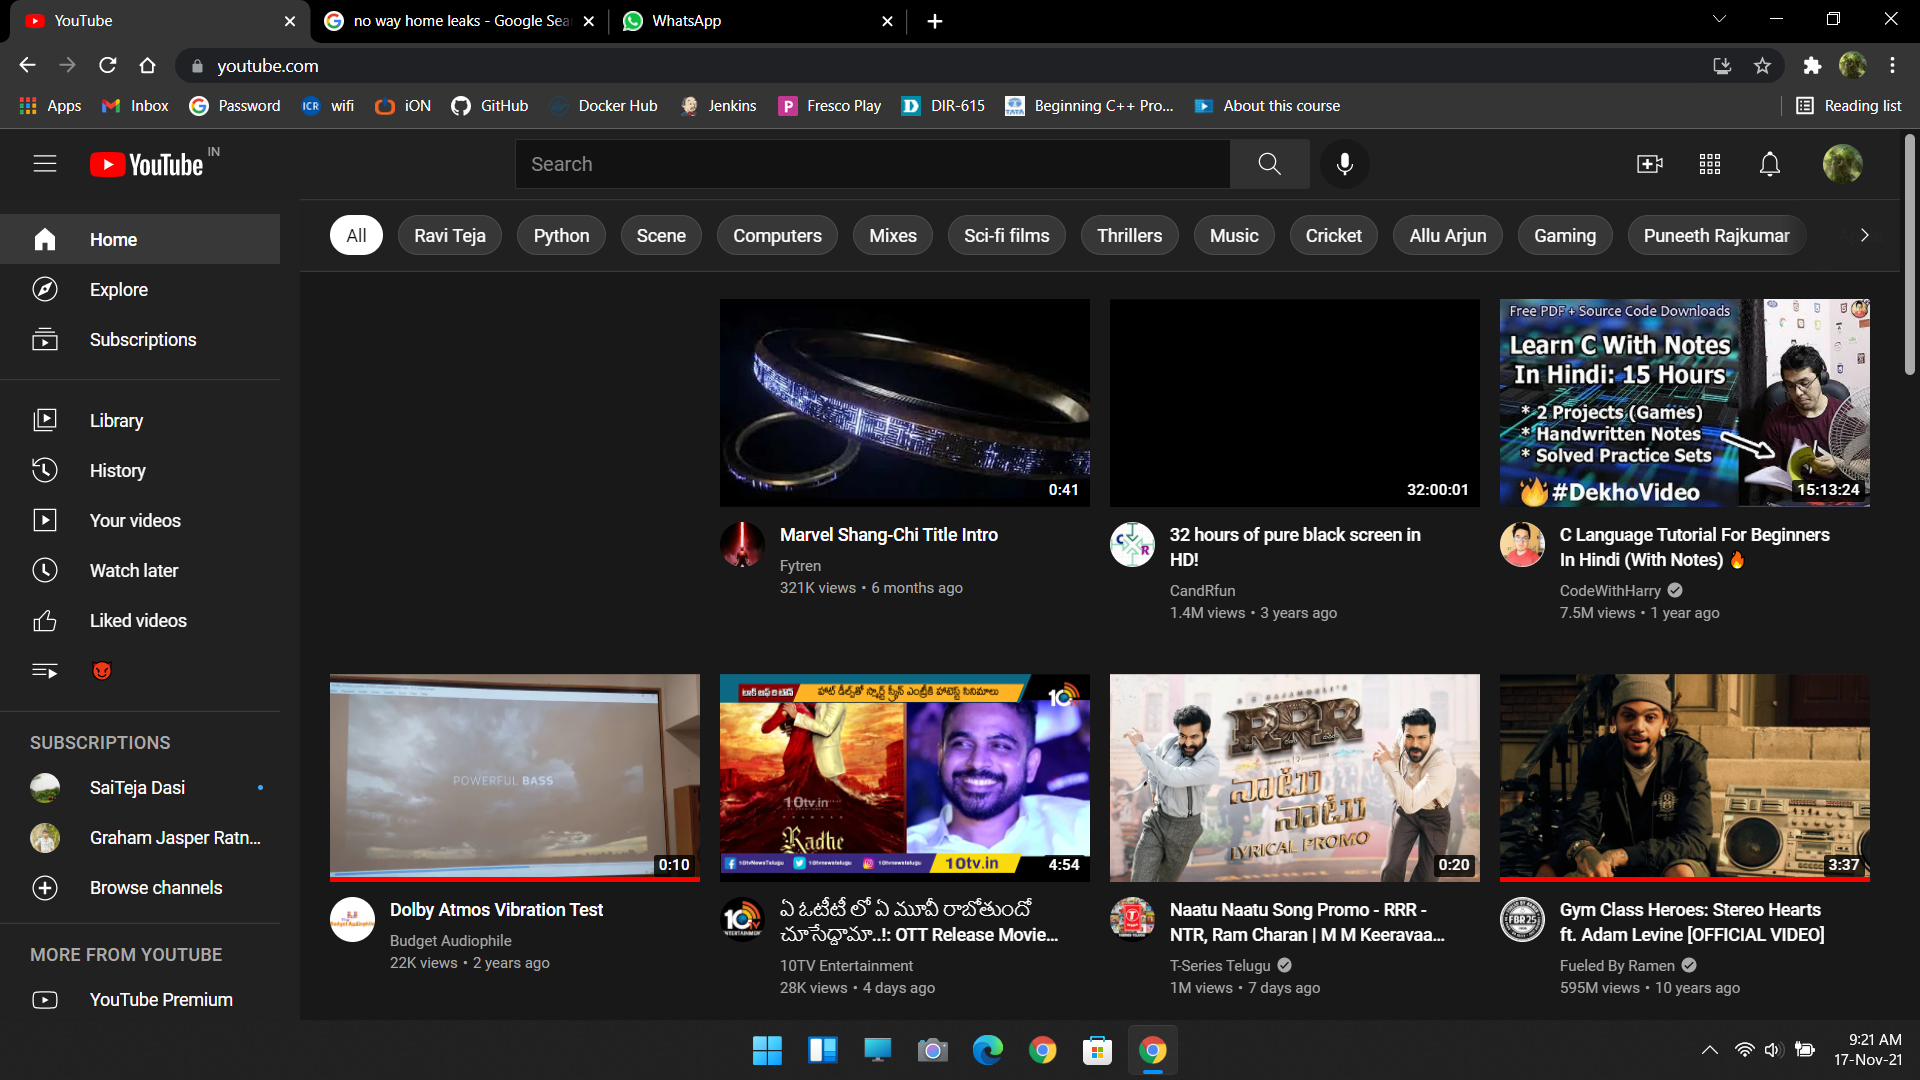 YouTube
no way home leaks - Google Sea
WhatsApp
youtube.com
Apps
Inbox
Password
ICR wifi
iON
GitHub
Docker Hub
Jenkins
P Fresco Play
D DIR-615
TATA Beginning C++ Pro...
About this course
Reading list
YouTube IN
Search
Home
Explore
Subscriptions
Library
History
Your videos
Watch later
Liked videos
SUBSCRIPTIONS
SaiTeja Dasi
Graham Jasper Ratn...
Browse channels
MORE FROM YOUTUBE
YouTube Premium
All
Ravi Teja
Python
Scene
Computers
Mixes
Sci-fi films
Thrillers
Music
Cricket
Allu Arjun
Gaming
Puneeth Rajkumar
0:41
Marvel Shang-Chi Title Intro
Fytren
321K views • 6 months ago
32:00:01
32 hours of pure black screen in
HD!
CandRfun
1.4M views • 3 years ago
Free PDF + Source Code Downloads
Learn C With Notes
In Hindi: 15 Hours
* 2 Projects (Games)
* Handwritten Notes
* Solved Practice Sets
#DekhoVideo
15:13:24
C Language Tutorial For Beginners
In Hindi (With Notes) 🔥
CodeWithHarry
7.5M views • 1 year ago
POWERFUL BASS
0:10
Dolby Atmos Vibration Test
Budget Audiophile
22K views • 2 years ago
టాక్ ఆఫ్ ది టౌన్
హాట్ డీల్స్‌తో స్మార్ట్ స్క్రీన్ ఎంట్రీకి హాటెస్ట్ సినిమాలు
10tv.in
Radhe
10tvNewsTelugu
10tvnewstelugu
10tvnewstelugu
10tv.in
4:54
ఏ ఓటీటీ లో ఏ మూవీ రాబోతుందో
చూసేద్దామా..!: OTT Release Movie...
10TV Entertainment
28K views • 4 days ago
RRR
నాటు
నాటు
LYRICAL PROMO
0:20
Naatu Naatu Song Promo - RRR -
NTR, Ram Charan | M M Keeravaa...
T-Series Telugu
1M views • 7 days ago
3:37
FBR25
Gym Class Heroes: Stereo Hearts
ft. Adam Levine [OFFICIAL VIDEO]
Fueled By Ramen
595M views • 10 years ago
9:21 AM
17-Nov-21